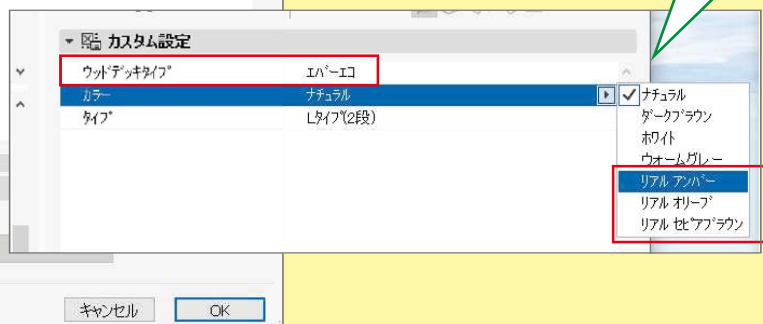 カスタム設定
ウッドデッキタイプ エバーエコ
カラー ナチュラル
タイプ Lタイプ(2段)
ナチュラル
ダークブラウン
ホワイト
ウォームグレー
リアル アンバー
リアル オリーブ
リアル セピアブラウン
キャンセル OK